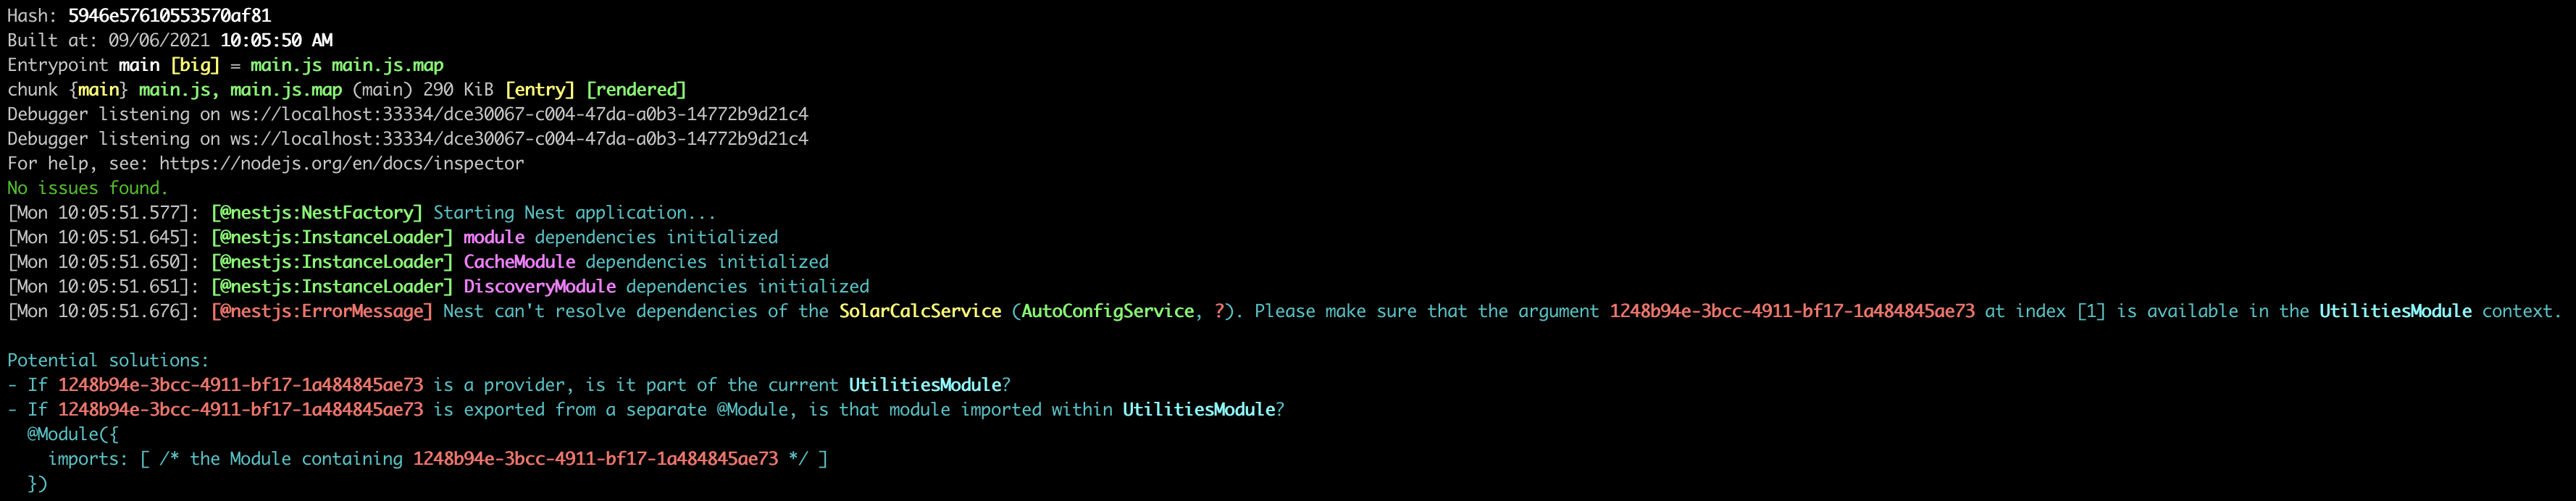 Hash: 5946e57610553570af81
Built at: 09/06/2021 10:05:50 AM
Entrypoint main [big] = main.js main.js.map
chunk {main} main.js, main.js.map (main) 290 KiB [entry] [rendered]
Debugger listening on ws://localhost:33334/dce30067-c004-47da-a0b3-14772b9d21c4
Debugger listening on ws://localhost:33334/dce30067-c004-47da-a0b3-14772b9d21c4
For help, see: https://nodejs.org/en/docs/inspector
No issues found.
[Mon 10:05:51.577]: [@nestjs:NestFactory] Starting Nest application...
[Mon 10:05:51.645]: [@nestjs:InstanceLoader] module dependencies initialized
[Mon 10:05:51.650]: [@nestjs:InstanceLoader] CacheModule dependencies initialized
[Mon 10:05:51.651]: [@nestjs:InstanceLoader] DiscoveryModule dependencies initialized
[Mon 10:05:51.676]: [@nestjs:ErrorMessage] Nest can't resolve dependencies of the SolarCalcService (AutoConfigService, ?). Please make sure that the argument 1248b94e-3bcc-4911-bf17-1a484845ae73 at index [1] is available in the UtilitiesModule context.
Potential solutions:
- If 1248b94e-3bcc-4911-bf17-1a484845ae73 is a provider, is it part of the current UtilitiesModule?
- If 1248b94e-3bcc-4911-bf17-1a484845ae73 is exported from a separate @Module, is that module imported within UtilitiesModule?
  @Module({
    imports: [ /* the Module containing 1248b94e-3bcc-4911-bf17-1a484845ae73 */ ]
  })